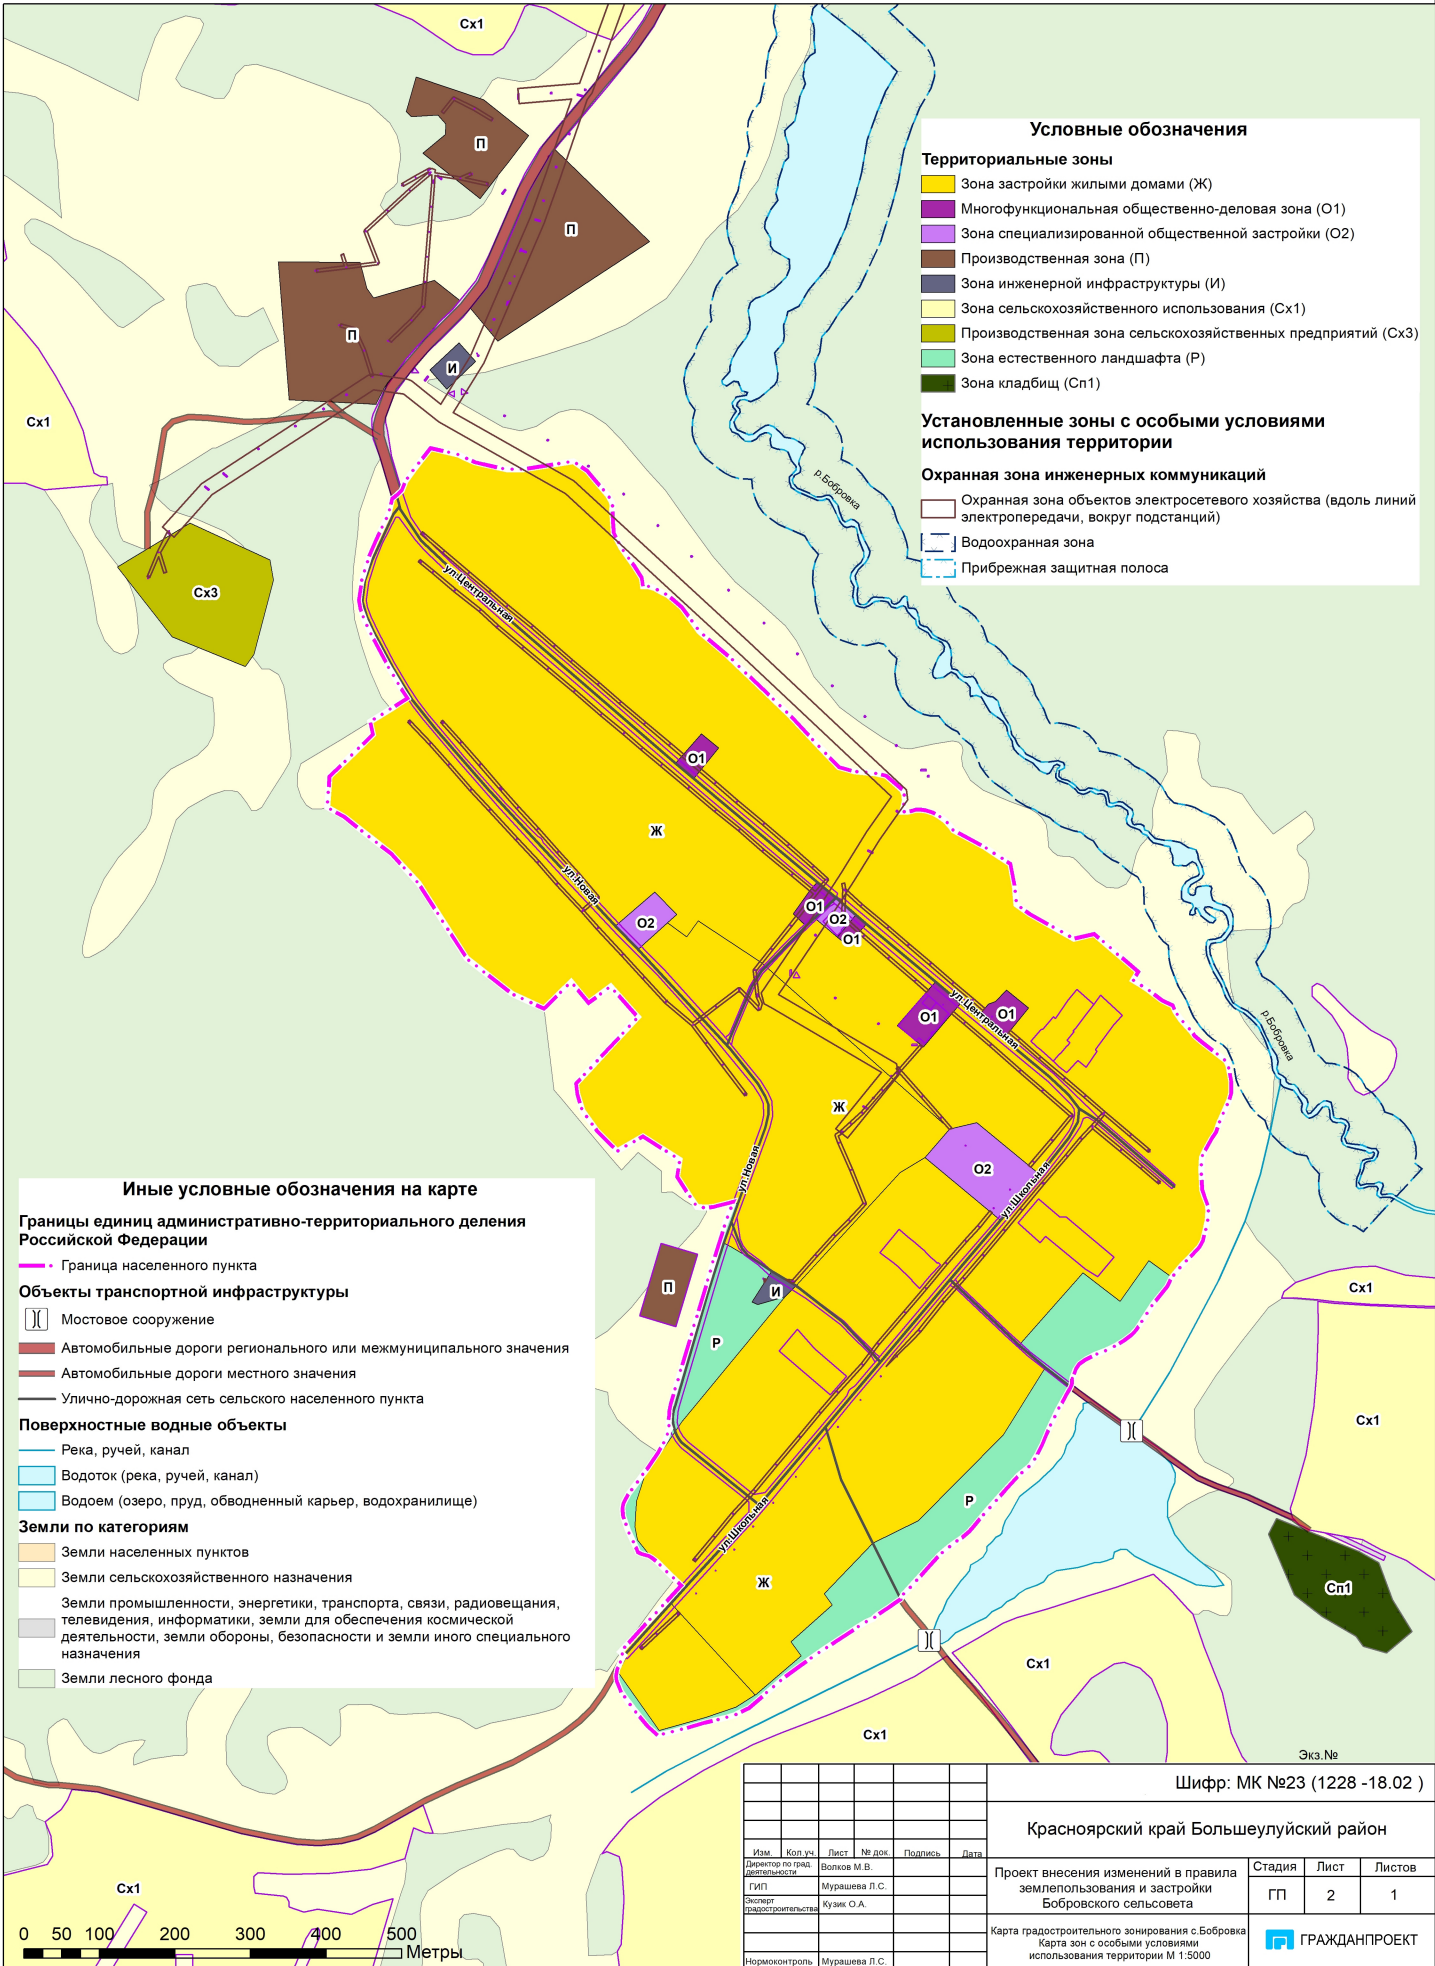 Сх1
П
П
П
И
Сх1
Сх3
р.Бобровка
Условные обозначения
Территориальные зоны
Зона застройки жилыми домами (Ж)
Многофункциональная общественно-деловая зона (О1)
Зона специализированной общественной застройки (О2)
Производственная зона (П)
Зона инженерной инфраструктуры (И)
Зона сельскохозяйственного использования (Сх1)
Производственная зона сельскохозяйственных предприятий (Сх3)
Зона естественного ландшафта (Р)
Зона кладбищ (Сп1)
Установленные зоны с особыми условиями
использования территории
Охранная зона инженерных коммуникаций
Охранная зона объектов электросетевого хозяйства (вдоль линий
электропередачи, вокруг подстанций)
Водоохранная зона
Прибрежная защитная полоса
ул.Центральная
О1
Ж
ул.Новая
О2
О1
О2
О1
О1
ул.Центральная
О1
р.Бобровка
Ж
О2
ул.Новая
ул.Школьная
П
И
Р
Сх1
Сх1
Р
ул.Школьная
Ж
Сп1
Сх1
Сх1
Сх1
Иные условные обозначения на карте
Границы единиц административно-территориального деления
Российской Федерации
Граница населенного пункта
Объекты транспортной инфраструктуры
Мостовое сооружение
Автомобильные дороги регионального или межмуниципального значения
Автомобильные дороги местного значения
Улично-дорожная сеть сельского населенного пункта
Поверхностные водные объекты
Река, ручей, канал
Водоток (река, ручей, канал)
Водоем (озеро, пруд, обводненный карьер, водохранилище)
Земли по категориям
Земли населенных пунктов
Земли сельскохозяйственного назначения
Земли промышленности, энергетики, транспорта, связи, радиовещания,
телевидения, информатики, земли для обеспечения космической
деятельности, земли обороны, безопасности и земли иного специального
назначения
Земли лесного фонда
0 50 100 200 300 400 500
Метры
Экз.№
Шифр: МК №23 (1228 -18.02 )
Красноярский край Большеулуйский район
Изм. Кол.уч. Лист № док. Подпись Дата
Директор по град. деятельности Волков М.В.
ГИП Мурашева Л.С.
Эксперт градостроительства Кузик О.А.
Нормоконтроль Мурашева Л.С.
Проект внесения изменений в правила
землепользования и застройки
Бобровского сельсовета
Стадия Лист Листов
ГП 2 1
Карта градостроительного зонирования с.Бобровка
Карта зон с особыми условиями
использования территории М 1:5000
ГРАЖДАНПРОЕКТ